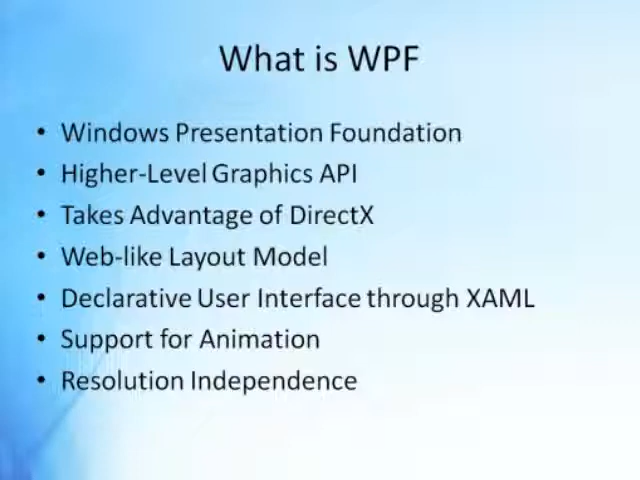 What is WPF
• Windows Presentation Foundation
• Higher-Level Graphics API
• Takes Advantage of DirectX
• Web-like Layout Model
• Declarative User Interface through XAML
• Support for Animation
• Resolution Independence